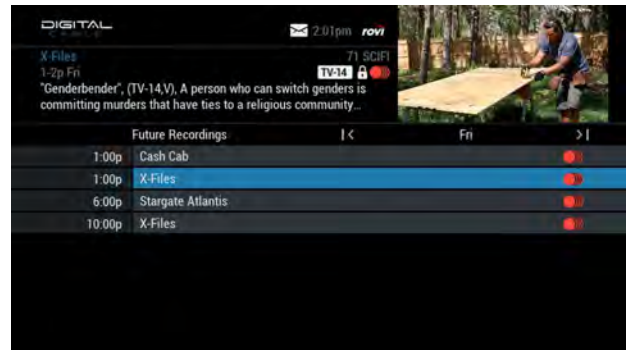 DIGITAL
CABLE
2:01pm rovi
X-Files 71 SCIFI
1-2p Fri TV-14
"Genderbender", (TV-14,V), A person who can switch genders is
committing murders that have ties to a religious community...
Future Recordings |< Fri >|
1:00p Cash Cab
1:00p X-Files
6:00p Stargate Atlantis
10:00p X-Files